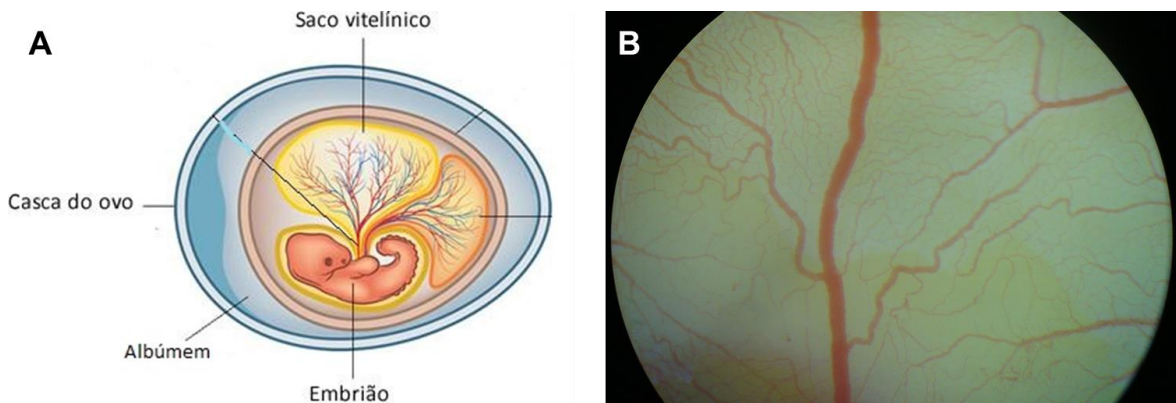 A
Saco vitelínico
B
Casca do ovo
Albúmem
Embrião